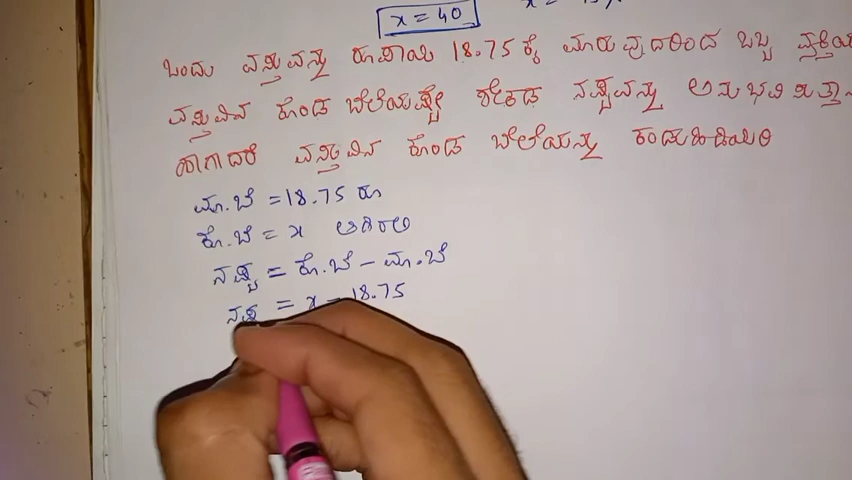 x = 40
ಒಂದು ವಸ್ತುವನ್ನು ರೂಪಾಯಿ 18.75 ಕ್ಕೆ ಮಾರುವುದರಿಂದ ಒಬ್ಬ
ವಸ್ತುವಿನ ಕೊಂಡ ಬೆಲೆಯಷ್ಟೇ ಶೇಕಡ ನಷ್ಟವನ್ನು ಅನುಭವಿಸುತ್ತಾ
ಹಾಗಾದರೆ ವಸ್ತುವಿನ ಕೊಂಡ ಬೆಲೆಯನ್ನು ಕಂಡುಹಿಡಿಯಿರಿ
ಮಾ.ಬೆ = 18.75 ರೂ
ಕೊ.ಬೆ = x ಆಗಿರಲಿ
ನಷ್ಟ = ಕೊ.ಬೆ - ಮಾ.ಬೆ
ನಷ್ಟ = x - 18.75